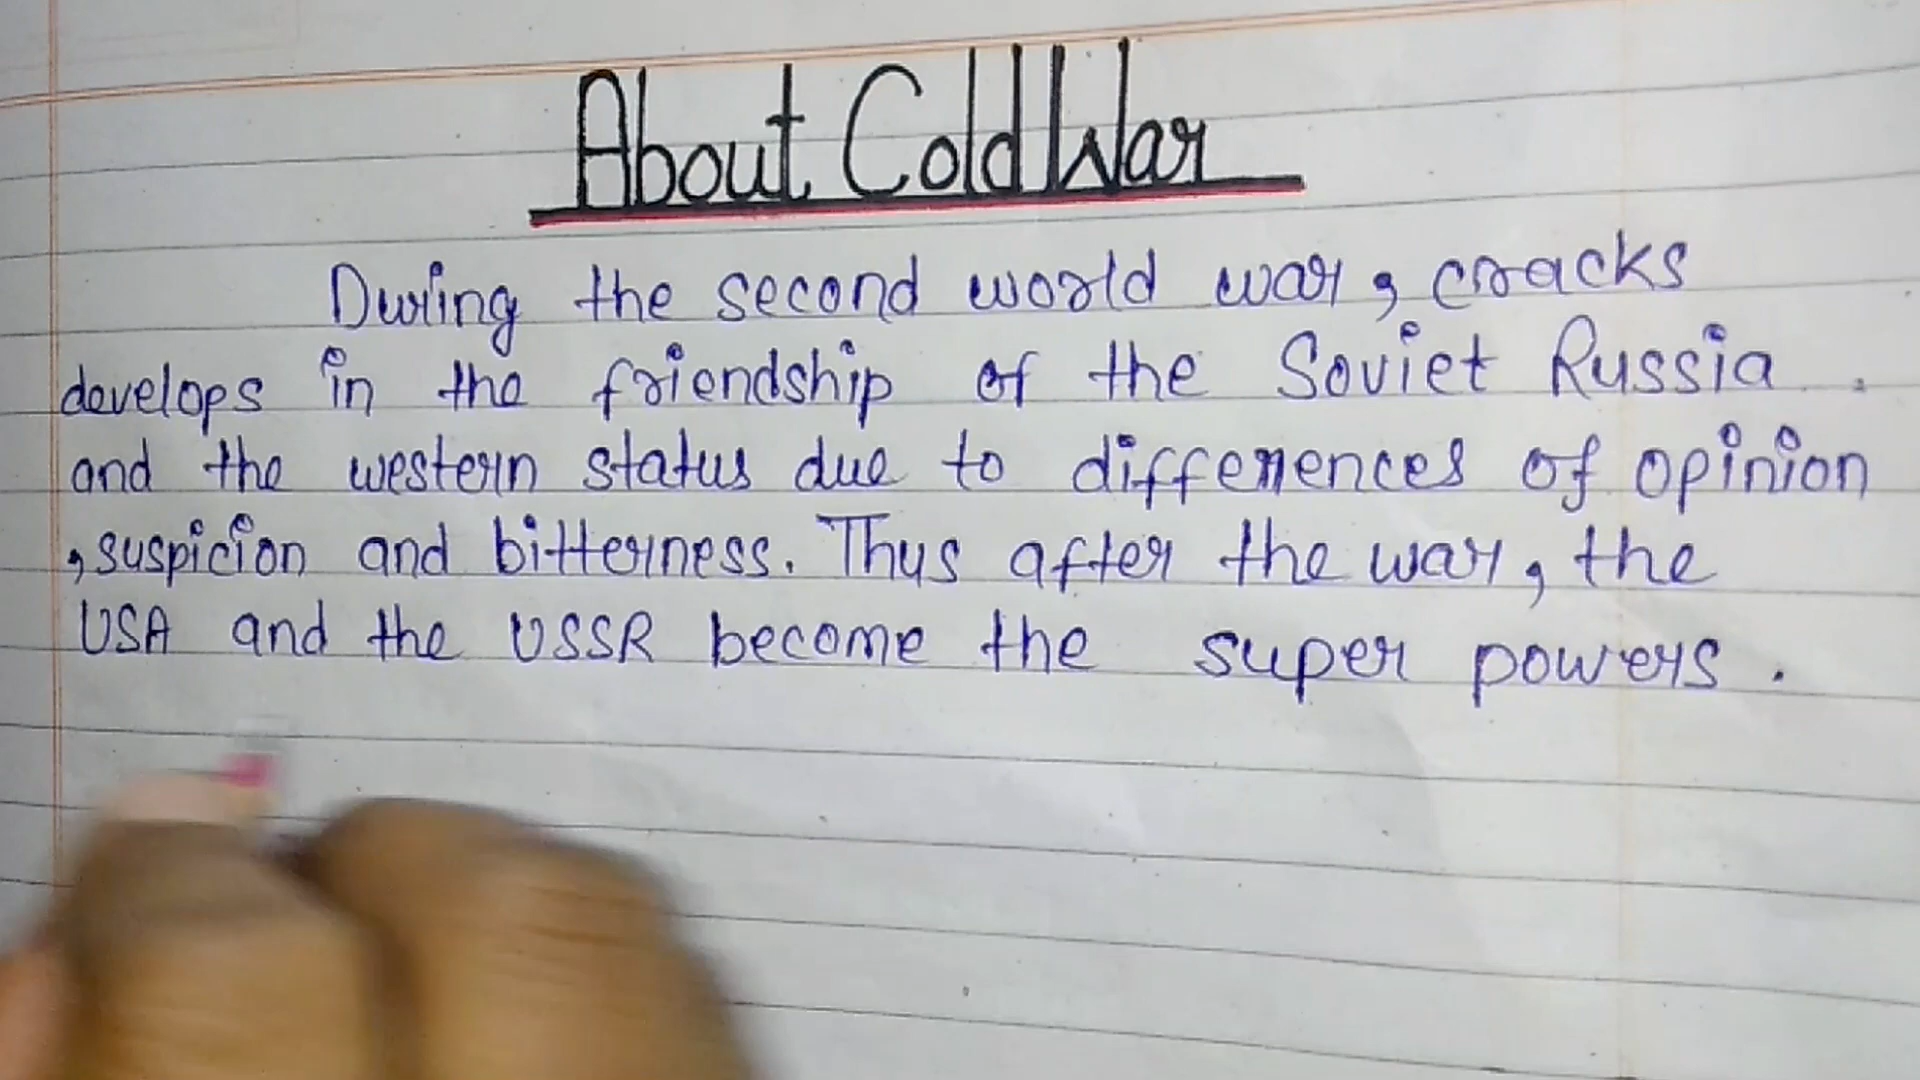 About Cold War
During the second world war, cracks
develops in the friendship of the Soviet Russia
and the western status due to differences of opinion
, suspicion and bitterness. Thus after the war, the
USA and the USSR become the super powers.